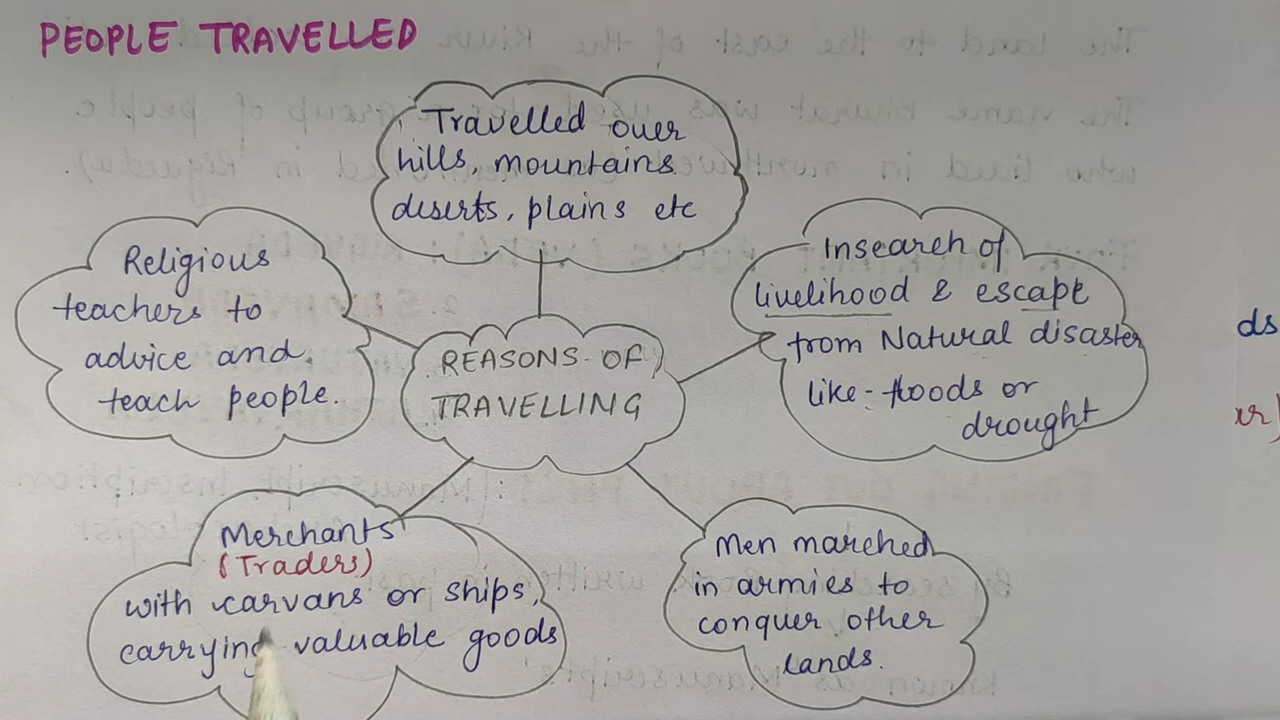 PEOPLE TRAVELLED
Travelled over
hills, mountains
deserts, plains etc
Religious
teachers to
advice and
teach people.
Insearch of
livelihood & escape
from Natural disaster
like- floods or
drought
REASONS OF
TRAVELLING
Merchants
(Traders)
with carvans or ships,
carrying valuable goods
Men marched
in armies to
conquer other
lands.
ds